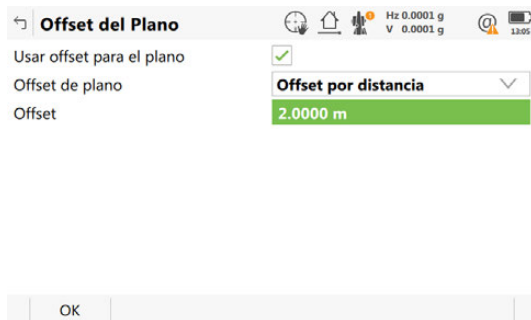 Offset del Plano
Hz 0.0001 g
V 0.0001 g
13:05
Usar offset para el plano
Offset de plano
Offset por distancia
Offset
2.0000 m
OK